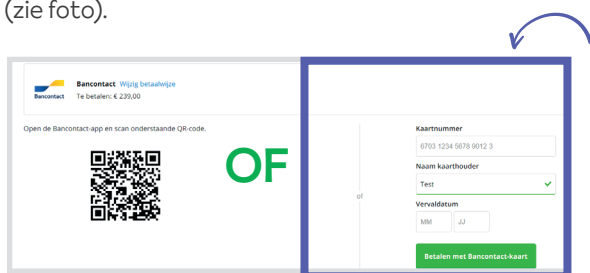 (zie foto).
Bancontact Wijzig betaalwijze
Bancontact Te betalen: € 239,00
Open de Bancontact-app en scan onderstaande QR-code.
OF
of
Kaartnummer
6703 1234 5678 9012 3
Naam kaarthouder
Test
Vervaldatum
MM JJ
Betalen met Bancontact-kaart